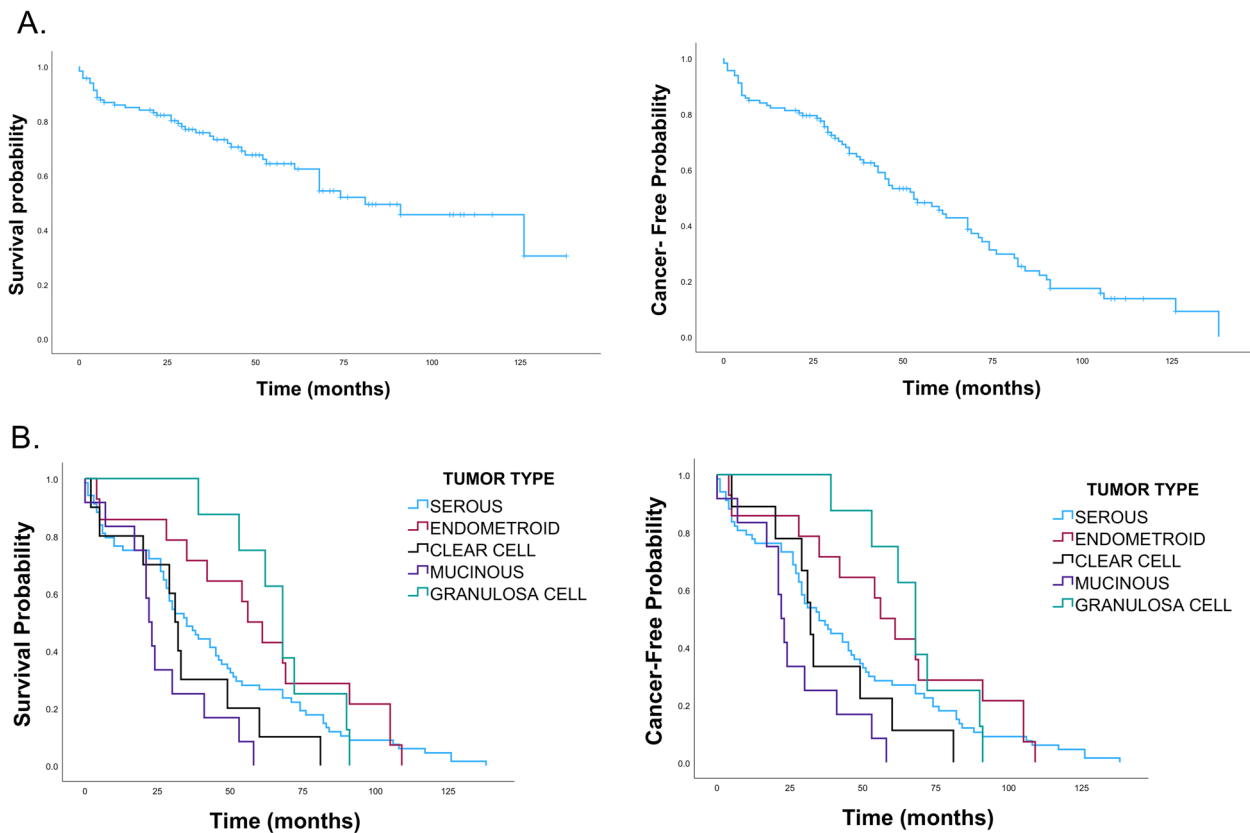 A.
Survival probability
1.0
0.8
0.6
0.4
0.2
0.0
0 25 50 75 100 125
Time (months)
Cancer- Free Probability
1.0
0.8
0.6
0.4
0.2
0.0
0 25 50 75 100 125
Time (months)
B.
Survival Probability
1.0
0.8
0.6
0.4
0.2
0.0
0 25 50 75 100 125
Time (months)
TUMOR TYPE
SEROUS
ENDOMETROID
CLEAR CELL
MUCINOUS
GRANULOSA CELL
Cancer-Free Probability
1.0
0.8
0.6
0.4
0.2
0.0
0 25 50 75 100 125
Time (months)
TUMOR TYPE
SEROUS
ENDOMETROID
CLEAR CELL
MUCINOUS
GRANULOSA CELL